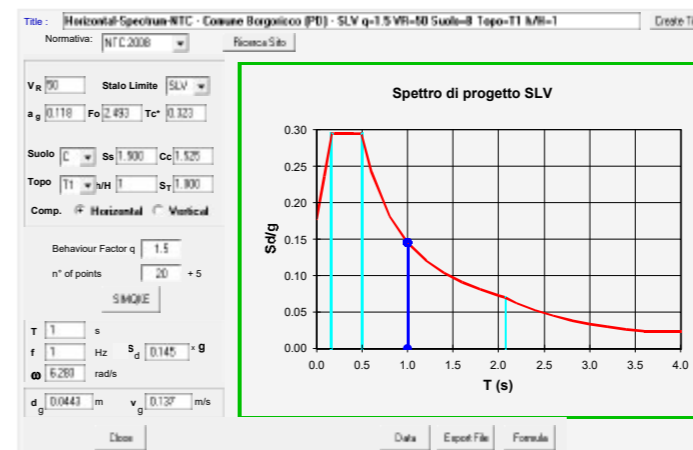 Title : Horizontal-Spectrum-NTC - Comune Borgoricco (PD) - SLV q=1.5 VR=50 Suolo=B Topo=T1 h/H=1 Create Ti
Normativa: NTC 2008 Ricerca Sito
VR 50 Stato Limite SLV
ag 0.118 Fo 2.493 Tc* 0.323
Suolo C Ss 1.500 Cc 1.525
Topo T1 h/H 1 ST 1.000
Comp. Horizontal Vertical
Behaviour Factor q 1.5
n° of points 20 + 5
SIMQKE
T 1 s
f 1 Hz Sd 0.145 × g
ω 6.283 rad/s
dg 0.0443 m vg 0.137 m/s
Spettro di progetto SLV
Sd/g
0.30
0.25
0.20
0.15
0.10
0.05
0.00
0.0 0.5 1.0 1.5 2.0 2.5 3.0 3.5 4.0
T (s)
Close Data Export File Formula